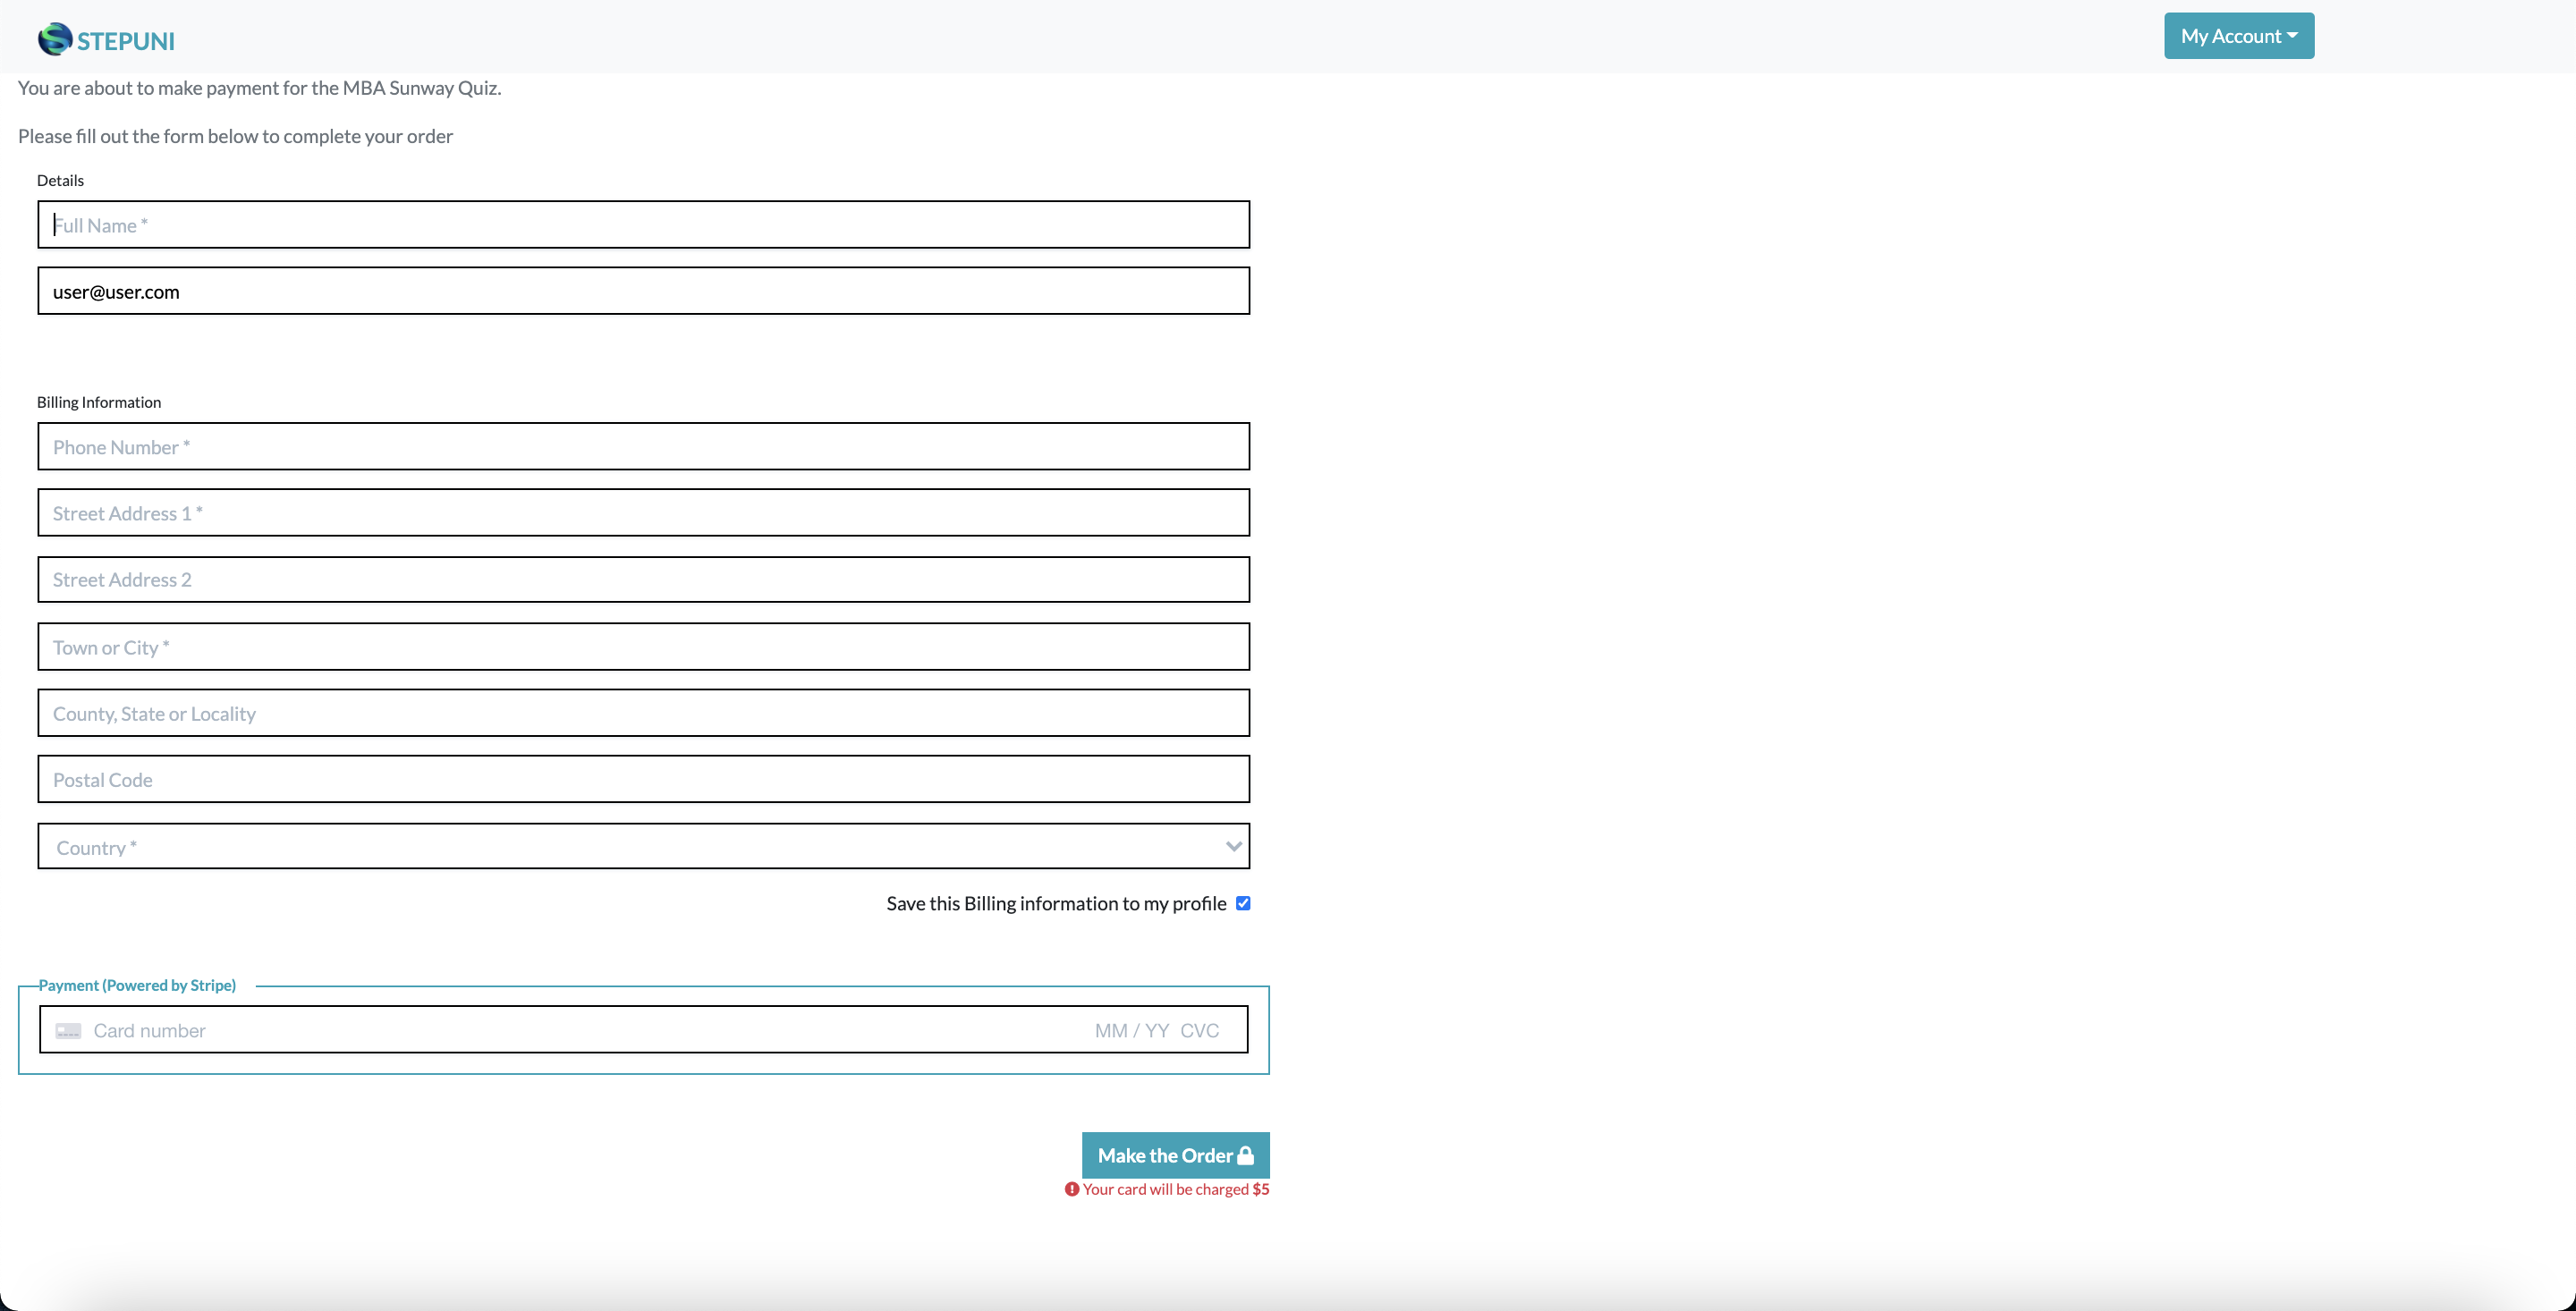 STEPUNI
My Account
You are about to make payment for the MBA Sunway Quiz.
Please fill out the form below to complete your order
Details
Full Name *
user@user.com
Billing Information
Phone Number *
Street Address 1 *
Street Address 2
Town or City *
County, State or Locality
Postal Code
Country *
Save this Billing information to my profile
Payment (Powered by Stripe)
Card number MM / YY CVC
Make the Order
Your card will be charged $5